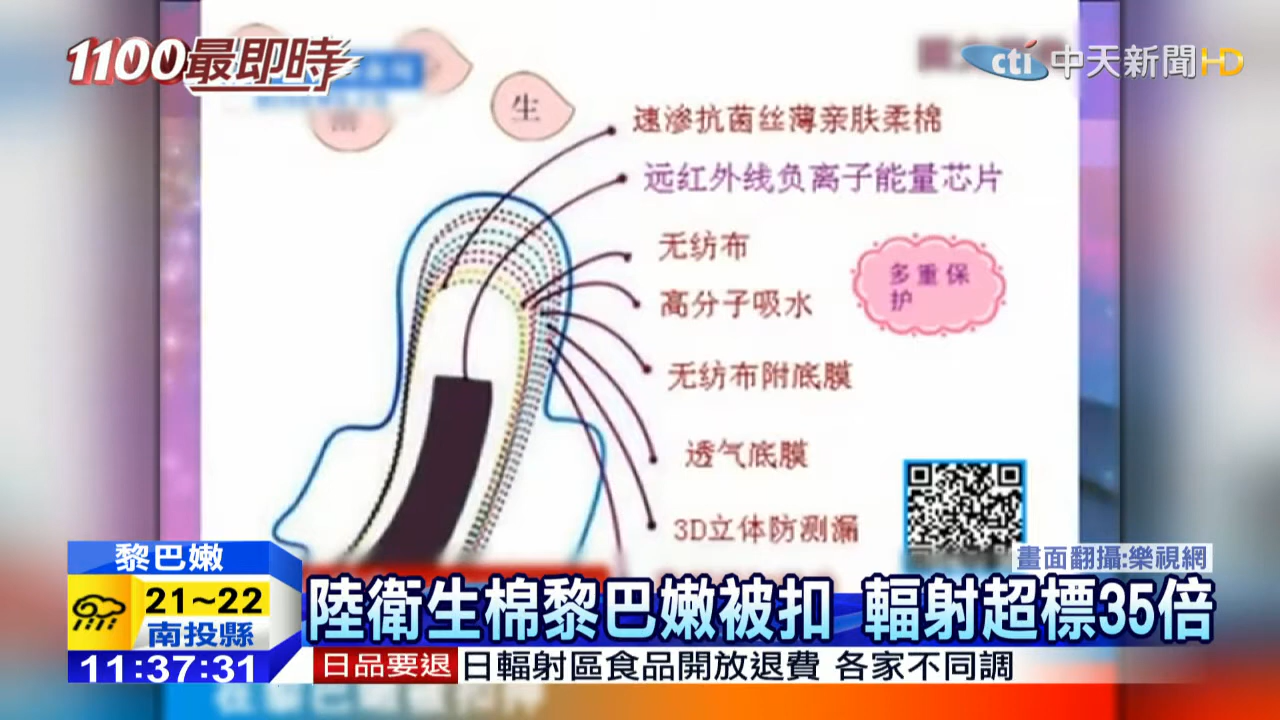 1100最即時
cti 中天新聞HD
生
速渗抗菌丝薄亲肤柔棉
远红外线负离子能量芯片
无纺布
多重保
护
高分子吸水
无纺布附底膜
透气底膜
3D立体防测漏
畫面翻攝:樂視網
黎巴嫩
21~22
南投縣
11:37:31
陸衛生棉黎巴嫩被扣 輻射超標35倍
日品要退 日輻射區食品開放退費 各家不同調